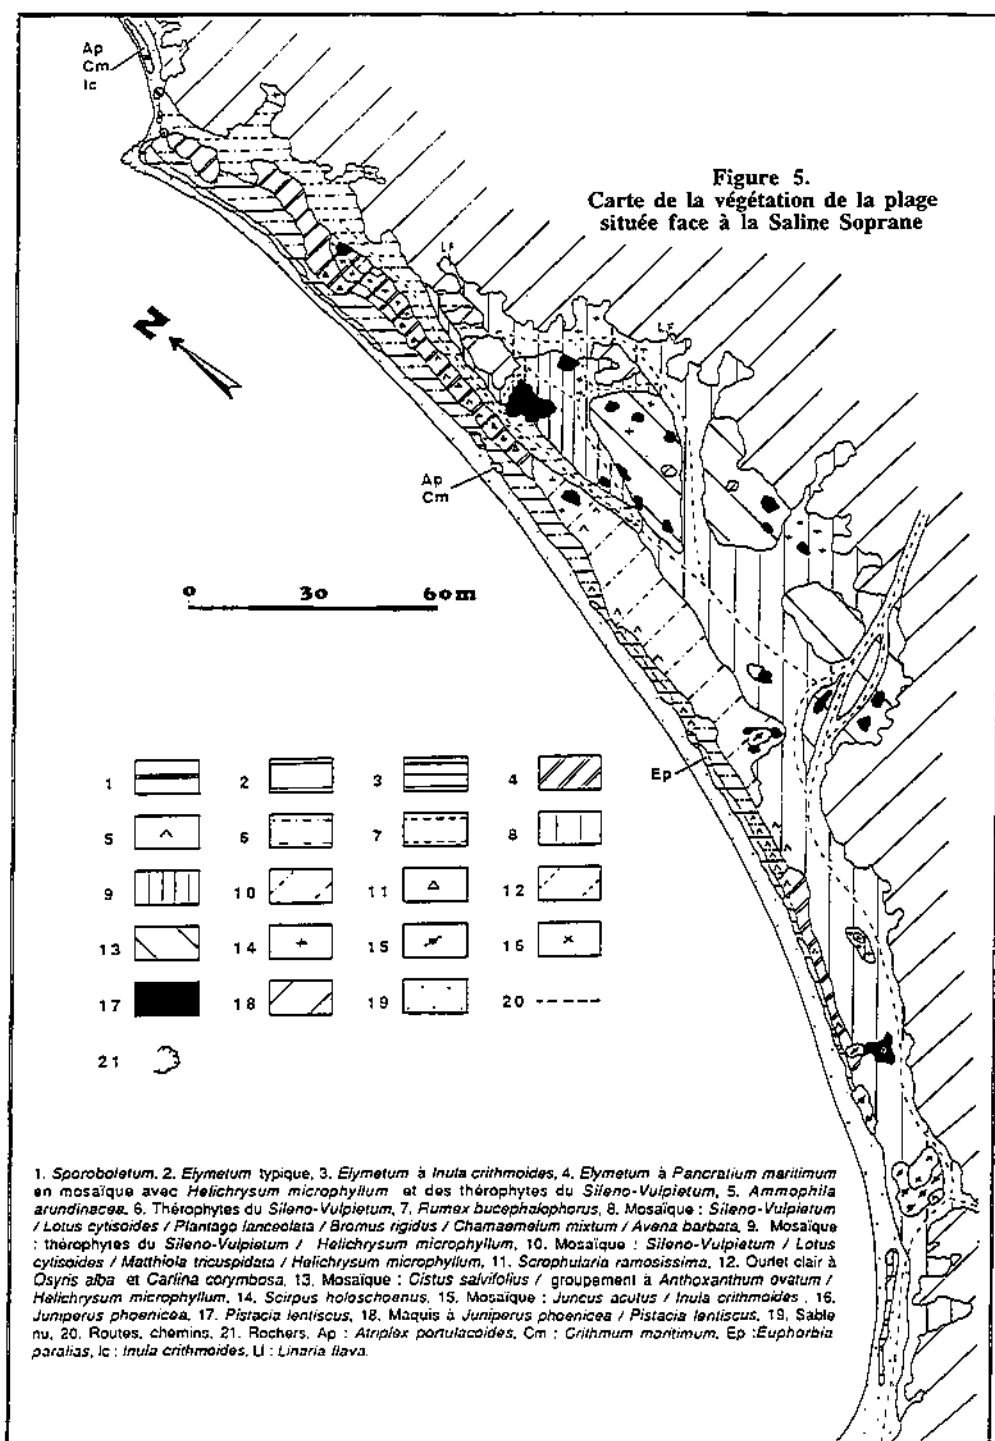 Ap
Cm
Ic
Figure 5.
Carte de la végétation de la plage
située face à la Saline Soprane
Lf
Lf
N
Ap
Cm
0 30 60m
Ep
1 2 3 4
5 6 7 8
9 10 11 12
13 14 15 16
17 18 19 20
21
1. Sporoboletum, 2. Elymetum typique, 3. Elymetum à Inula crithmoides, 4. Elymetum à Pancratium maritimum
en mosaïque avec Helichrysum microphyllum et des thérophytes du Sileno-Vulpietum, 5. Ammophila
arundinacea. 6. Thérophytes du Sileno-Vulpietum, 7. Rumex bucephalophorus, 8. Mosaïque : Sileno-Vulpietum
/ Lotus cytisoides / Plantago lanceolata / Bromus rigidus / Chamaemelum mixtum / Avena barbata, 9. Mosaïque
: thérophytes du Sileno-Vulpietum / Helichrysum microphyllum, 10. Mosaïque : Sileno-Vulpietum / Lotus
cytisoides / Matthiola tricuspidata / Helichrysum microphyllum, 11. Scrophularia ramosissima, 12. Ourlet clair à
Osyris alba et Carlina corymbosa, 13. Mosaïque : Cistus salvifolius / groupement à Anthoxanthum ovatum /
Helichrysum microphyllum, 14. Scirpus holoschoenus, 15. Mosaïque : Juncus acutus / Inula crithmoides , 16.
Juniperus phoenicea, 17. Pistacia lentiscus, 18. Maquis à Juniperus phoenicea / Pistacia lentiscus, 19. Sable
nu, 20. Routes, chemins, 21. Rochers, Ap : Atriplex portulacoides, Cm : Crithmum maritimum, Ep :Euphorbia
paralias, Ic : Inula crithmoides, Lf : Linaria flava.